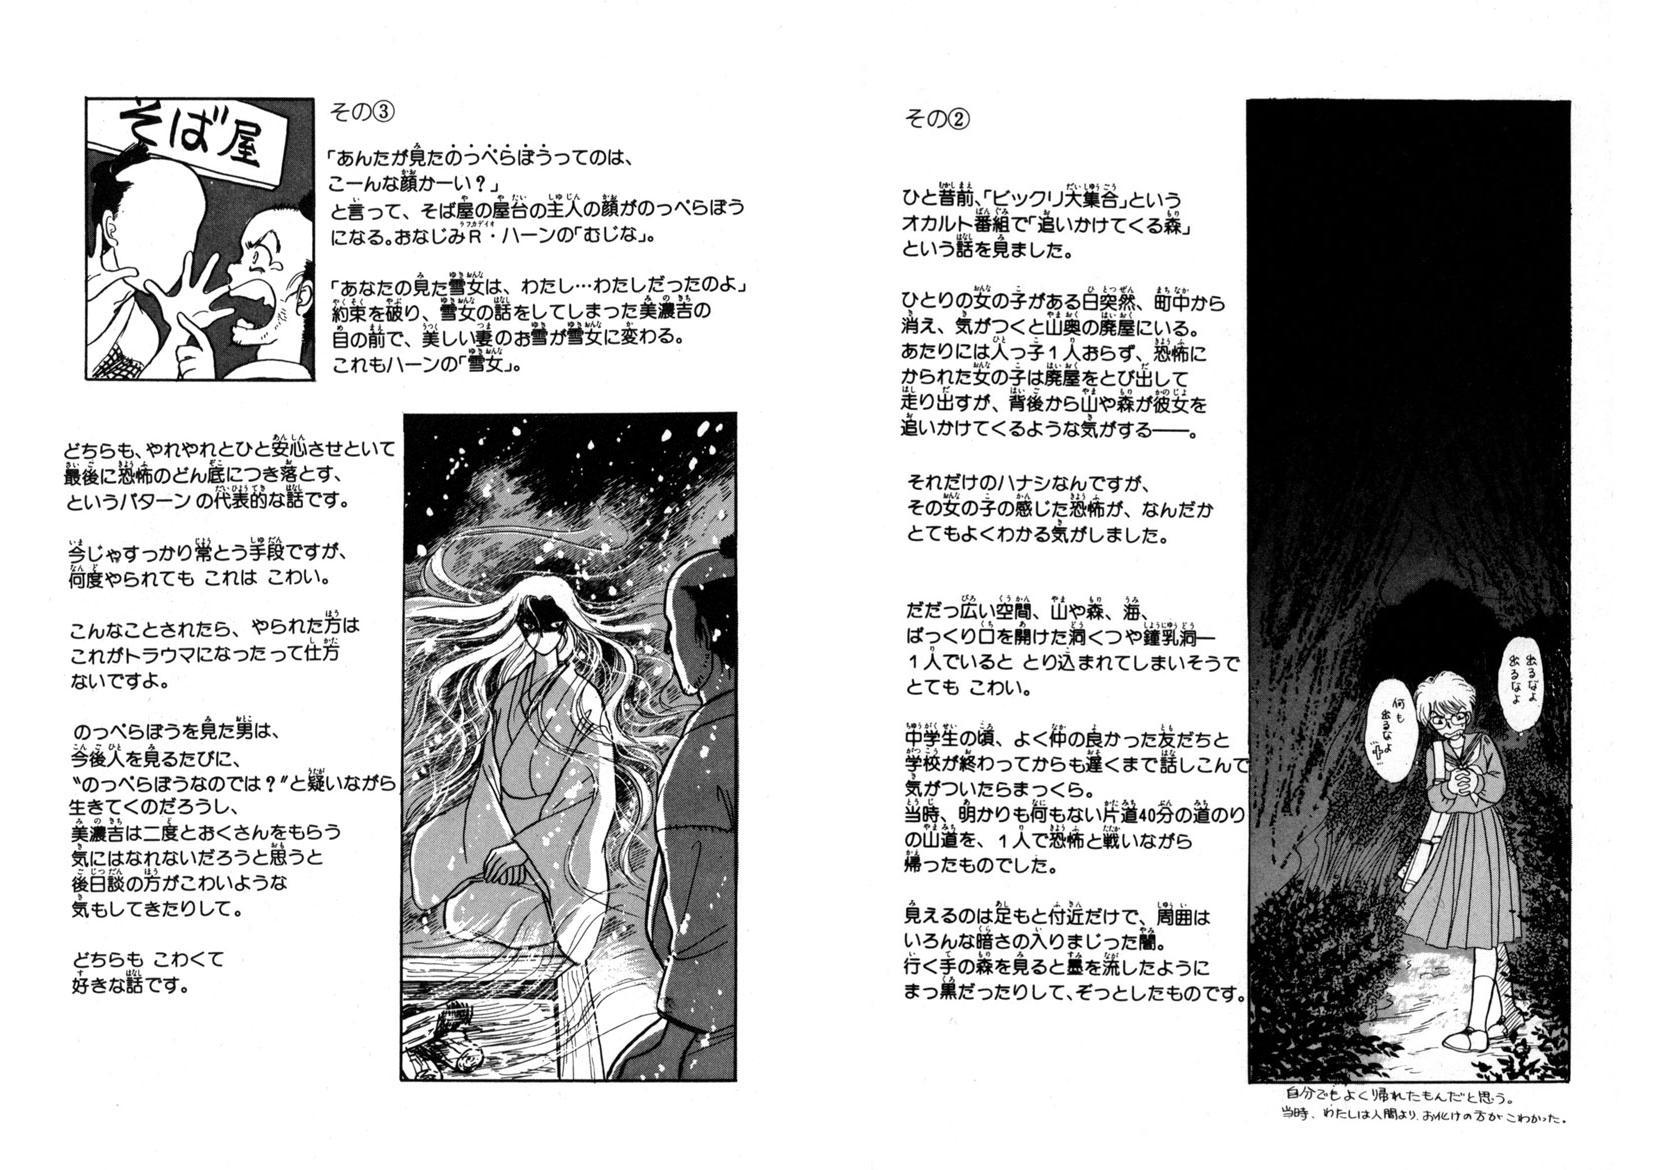 その②
ひと昔前、「ビックリ大集合」という
オカルト番組で「追いかけてくる森」
という話を見ました。
ひとりの女の子がある日突然、町中から
消え、気がつくと山奥の廃屋にいる。
あたりには人っ子1人おらず、恐怖に
かられた女の子は廃屋をとび出して
走り出すが、背後から山や森が彼女を
追いかけてくるような気がする――。
それだけのハナシなんですが、
その女の子の感じた恐怖が、なんだか
とてもよくわかる気がしました。
だだっ広い空間、山や森、海、
ぱっくり口を開けた洞くつや鐘乳洞―
1人でいると とり込まれてしまいそうで
とても こわい。
中学生の頃、よく仲の良かった友だちと
学校が終わってからも遅くまで話しこんで
気がついたらまっくら。
当時、明かりも何もない片道40分の道のり
の山道を、1人で恐怖と戦いながら
帰ったものでした。
見えるのは足もと付近だけで、周囲は
いろんな暗さの入りまじった闇。
行く手の森を見ると墨を流したように
まっ黒だったりして、ぞっとしたものです。
出るなよ
出るなよ
何も
出るなよ
自分でもよく帰れたもんだと思う。
当時、わたしは人間より、お化けの方がこわかった。
そば屋
その③
「あんたが見たのっぺらぼうってのは、
こーんな顔かーい？」
と言って、そば屋の屋台の主人の顔がのっぺらぼう
になる。おなじみR・ハーンの「むじな」。
「あなたの見た雪女は、わたし…わたしだったのよ」
約束を破り、雪女の話をしてしまった美濃吉の
目の前で、美しい妻のお雪が雪女に変わる。
これもハーンの「雪女」。
どちらも、やれやれとひと安心させといて
最後に恐怖のどん底につき落とす、
というパターンの代表的な話です。
今じゃすっかり常とう手段ですが、
何度やられても これは こわい。
こんなことされたら、やられた方は
これがトラウマになったって仕方
ないですよ。
のっぺらぼうを見た男は、
今後人を見るたびに、
〝のっぺらぼうなのでは？〟と疑いながら
生きてくのだろうし、
美濃吉は二度とおくさんをもらう
気にはなれないだろうと思うと
後日談の方がこわいような
気もしてきたりして。
どちらも こわくて
好きな話です。